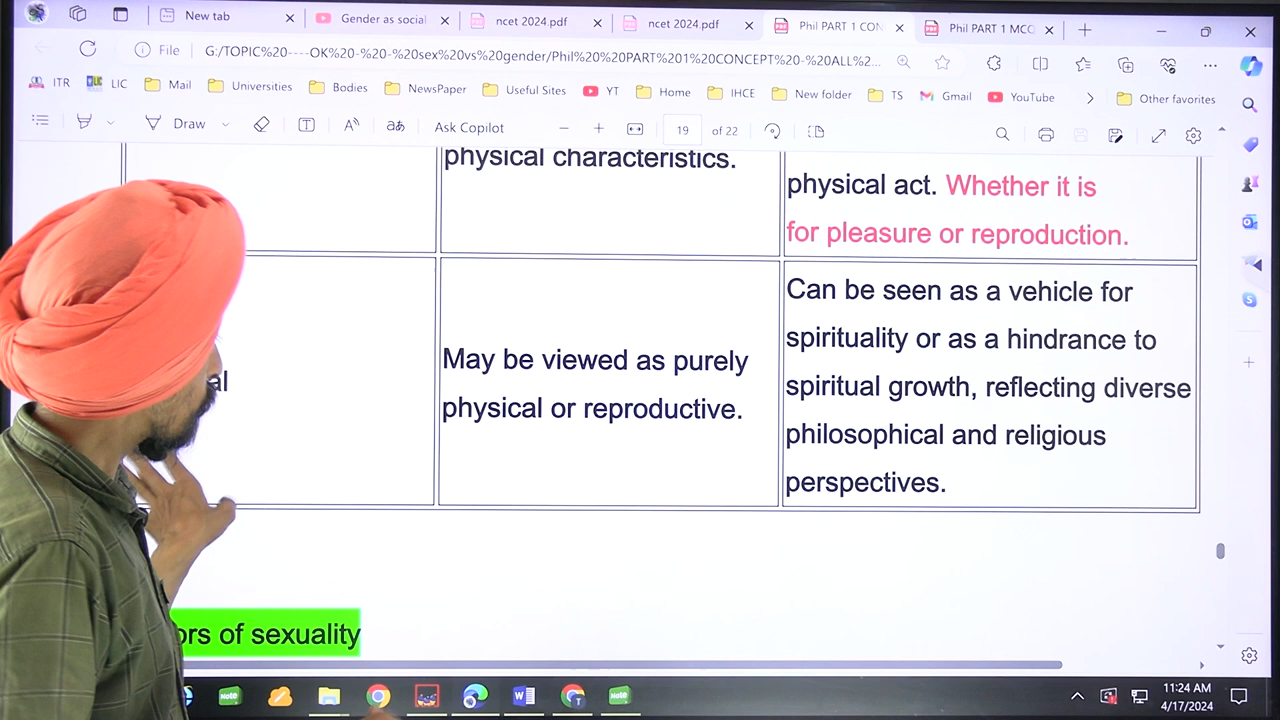 New tab
Gender as social
ncet 2024.pdf
ncet 2024.pdf
Phil PART 1 CON
Phil PART 1 MCQ
File
G:/TOPIC%20----OK%20-%20-%20sex%20vs%20gender/Phil%20%20PART%201%20CONCEPT%20-%20ALL%2...
ITR
LIC
Mail
Universities
Bodies
NewsPaper
Useful Sites
YT
Home
IHCE
New folder
TS
Gmail
YouTube
Other favorites
Draw
Ask Copilot
19
of 22
physical characteristics.
physical act. Whether it is
for pleasure or reproduction.
al
May be viewed as purely
physical or reproductive.
Can be seen as a vehicle for
spirituality or as a hindrance to
spiritual growth, reflecting diverse
philosophical and religious
perspectives.
ors of sexuality
11:24 AM
4/17/2024